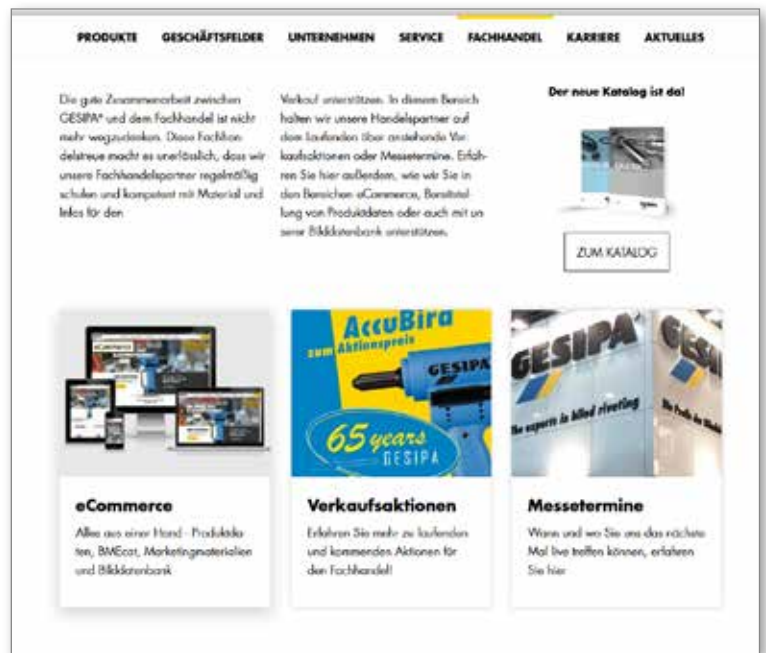 PRODUKTE GESCHÄFTSFELDER UNTERNEHMEN SERVICE FACHHANDEL KARRIERE AKTUELLES
Die gute Zusammenarbeit zwischen
GESIPA® und dem Fachhandel ist nicht
mehr wegzudenken. Diese Fachhan-
delstreue macht es unerlässlich, dass wir
unsere Fachhandelspartner regelmäßig
schulen und kompetent mit Material und
Infos für den
Verkauf unterstützen. In diesem Bereich
halten wir unsere Handelspartner auf
dem Laufenden über anstehende Ver-
kaufsaktionen oder Messetermine. Erfah-
ren Sie hier außerdem, wie wir Sie in
den Bereichen eCommerce, Bereitstel-
lung von Produktdaten oder auch mit un-
serer Bilddatenbank unterstützen.
Der neue Katalog ist da!
ZUM KATALOG
eCommerce
AccuBird
zum Aktionspreis
GESIPA
65 years
GESIPA
GESIPA
The experts in blind riveting
GESIPA
eCommerce
Alles aus einer Hand - Produktda-
ten, BMEcat, Marketingmaterialien
und Bilddatenbank
Verkaufsaktionen
Erfahren Sie mehr zu laufenden
und kommenden Aktionen für
den Fachhandel!
Messetermine
Wann und wo Sie uns das nächste
Mal live treffen können, erfahren
Sie hier